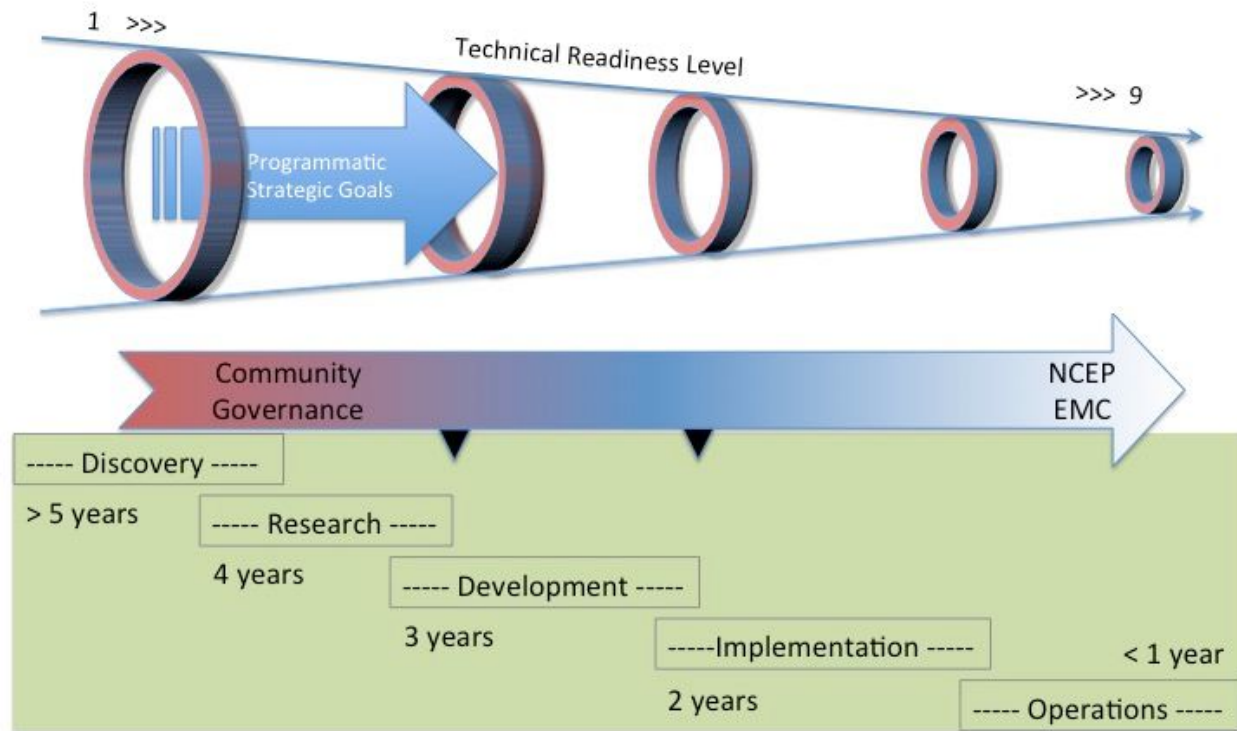 1 >>>
Technical Readiness Level
>>> 9
Programmatic
Strategic Goals
Community
Governance
NCEP
EMC
----- Discovery -----
> 5 years
----- Research -----
4 years
----- Development -----
3 years
-----Implementation -----
2 years
< 1 year
---- Operations -----